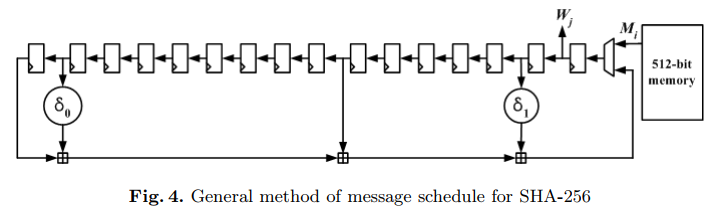 W_j
M_i
512-bit
memory
δ_0
δ_1
Fig. 4. General method of message schedule for SHA-256